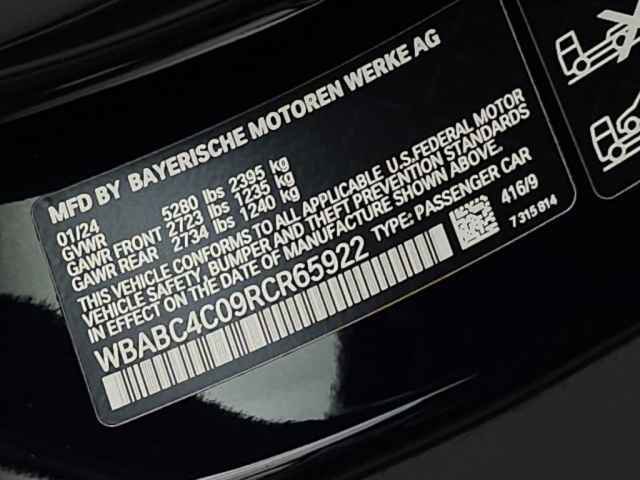 MFD BY BAYERISCHE MOTOREN WERKE AG
01/24
GVWR 5280 lbs 2395 kg
GAWR FRONT 2723 lbs 1235 kg
GAWR REAR 2734 lbs 1240 kg
THIS VEHICLE CONFORMS TO ALL APPLICABLE U.S.FEDERAL MOTOR
VEHICLE SAFETY, BUMPER AND THEFT PREVENTION STANDARDS
IN EFFECT ON THE DATE OF MANUFACTURE SHOWN ABOVE.
WBABC4C09RCR65922 TYPE: PASSENGER CAR
416/9
7 315 814